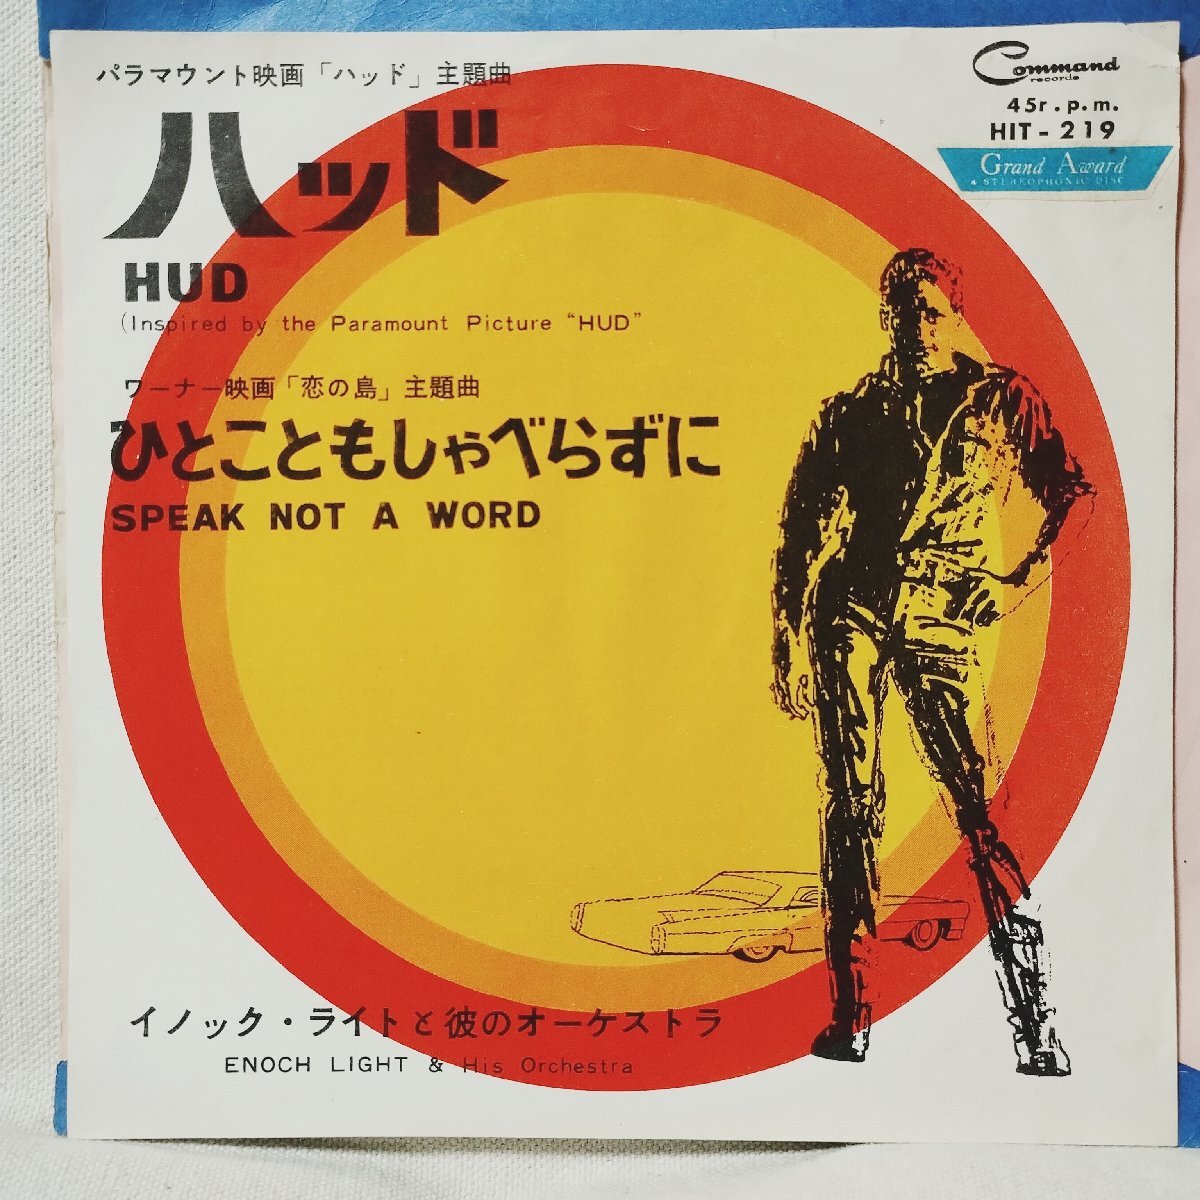 パラマウント映画「ハッド」主題曲
ハッド
HUD
(Inspired by the Paramount Picture "HUD"
ワーナー映画「恋の島」主題曲
ひとこともしゃべらずに
SPEAK NOT A WORD
Command
records
45r.p.m.
HIT-219
Grand Award
STEREOPHONIC DISC
イノック・ライトと彼のオーケストラ
ENOCH LIGHT & His Orchestra